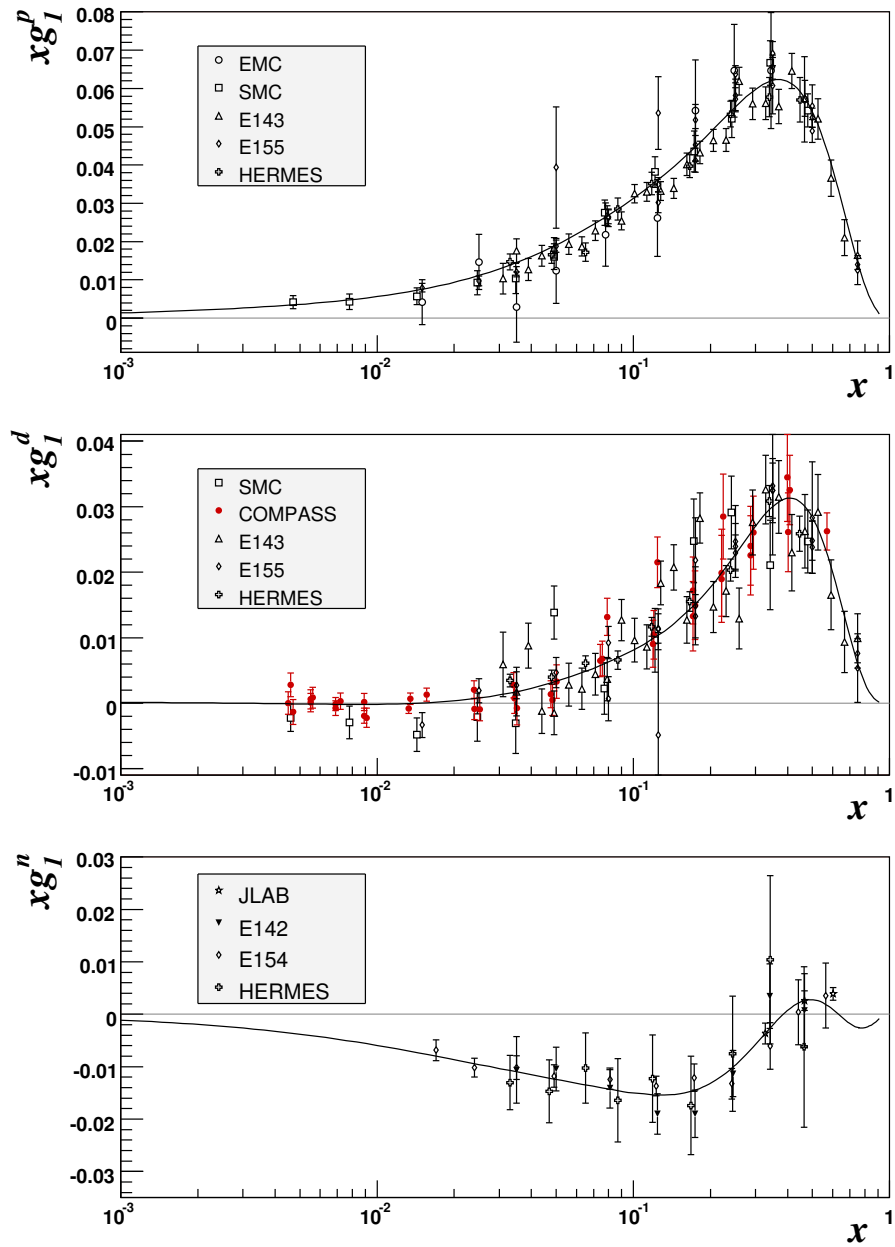 xg₁ᵖ
0.08
0.06
0.05
0.04
0.03
0.02
0.01
0
EMC
SMC
E143
E155
HERMES
10⁻³ 10⁻² 10⁻¹ 1
x
xg₁ᵈ
0.04
0.03
0.02
0.01
0
-0.01
SMC
COMPASS
E143
E155
HERMES
10⁻³ 10⁻² 10⁻¹ 1
x
xg₁ⁿ
0.03
0.02
0.01
0
-0.01
-0.02
-0.03
JLAB
E142
E154
HERMES
10⁻³ 10⁻² 10⁻¹ 1
x